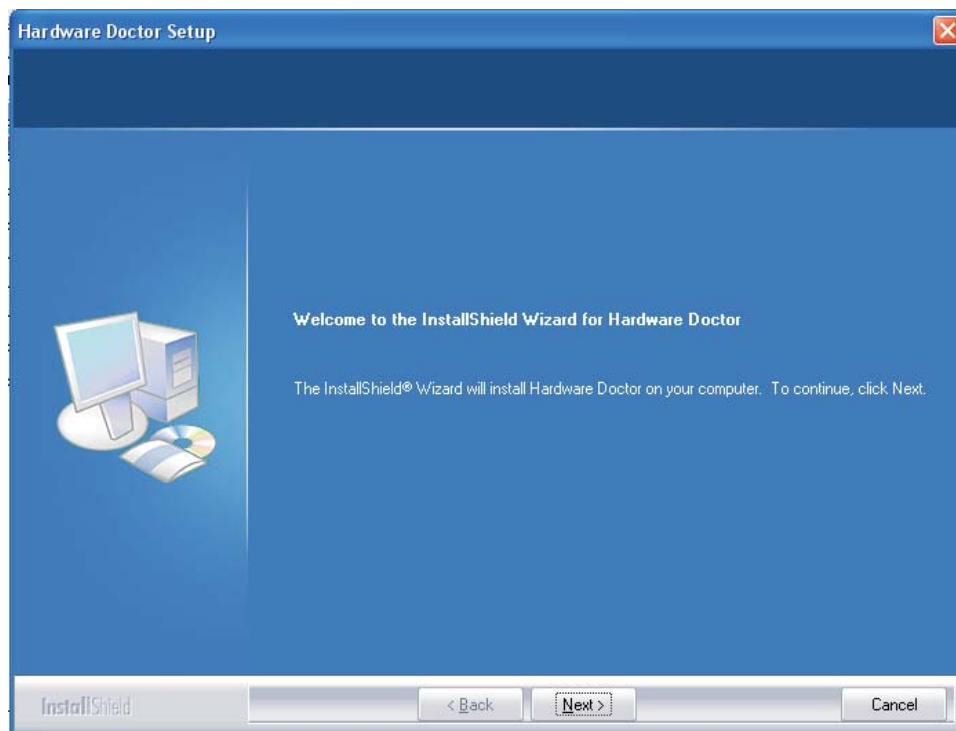 Hardware Doctor Setup
Welcome to the InstallShield Wizard for Hardware Doctor
The InstallShield® Wizard will install Hardware Doctor on your computer. To continue, click Next.
InstallShield
< Back
Next >
Cancel